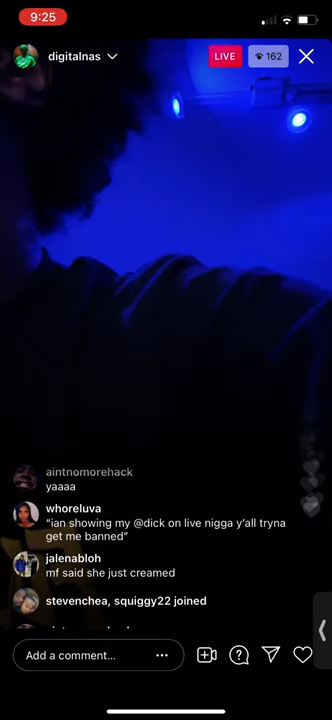 9:25
digitalnas
LIVE
162
aintnomorehack
yaaaa
whoreluva
“ian showing my @dick on live nigga y’all tryna
get me banned”
jalenabloh
mf said she just creamed
stevenchea, squiggy22 joined
Add a comment...